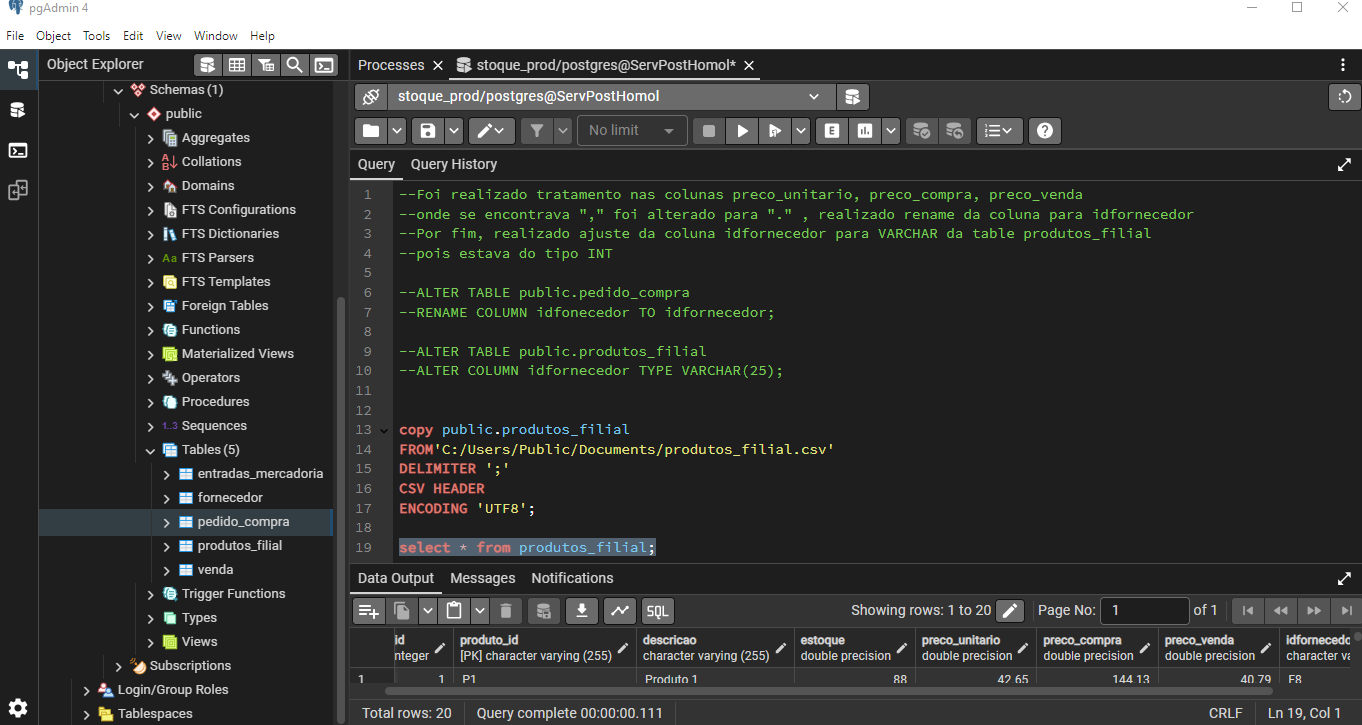 pgAdmin 4
File Object Tools Edit View Window Help
Object Explorer
Schemas (1)
public
Aggregates
Collations
Domains
FTS Configurations
FTS Dictionaries
Aa FTS Parsers
FTS Templates
Foreign Tables
Functions
Materialized Views
Operators
Procedures
1..3 Sequences
Tables (5)
entradas_mercadoria
fornecedor
pedido_compra
produtos_filial
venda
Trigger Functions
Types
Views
Subscriptions
Login/Group Roles
Tablespaces
Processes stoque_prod/postgres@ServPostHomol*
stoque_prod/postgres@ServPostHomol
No limit E
Query Query History
1 --Foi realizado tratamento nas colunas preco_unitario, preco_compra, preco_venda
2 --onde se encontrava "," foi alterado para "." , realizado rename da coluna para idfornecedor
3 --Por fim, realizado ajuste da coluna idfornecedor para VARCHAR da table produtos_filial
4 --pois estava do tipo INT
5
6 --ALTER TABLE public.pedido_compra
7 --RENAME COLUMN idfonecedor TO idfornecedor;
8
9 --ALTER TABLE public.produtos_filial
10 --ALTER COLUMN idfornecedor TYPE VARCHAR(25);
11
12
13 copy public.produtos_filial
14 FROM'C:/Users/Public/Documents/produtos_filial.csv'
15 DELIMITER ';'
16 CSV HEADER
17 ENCODING 'UTF8';
18
19 select * from produtos_filial;
Data Output Messages Notifications
SQL Showing rows: 1 to 20 Page No: 1 of 1
id produto_id descricao estoque preco_unitario preco_compra preco_venda idfornecedo
nteger [PK] character varying (255) character varying (255) double precision double precision double precision double precision character va
1 1 P1 Produto 1 88 42.65 144.13 40.79 F8
Total rows: 20 Query complete 00:00:00.111 CRLF Ln 19, Col 1